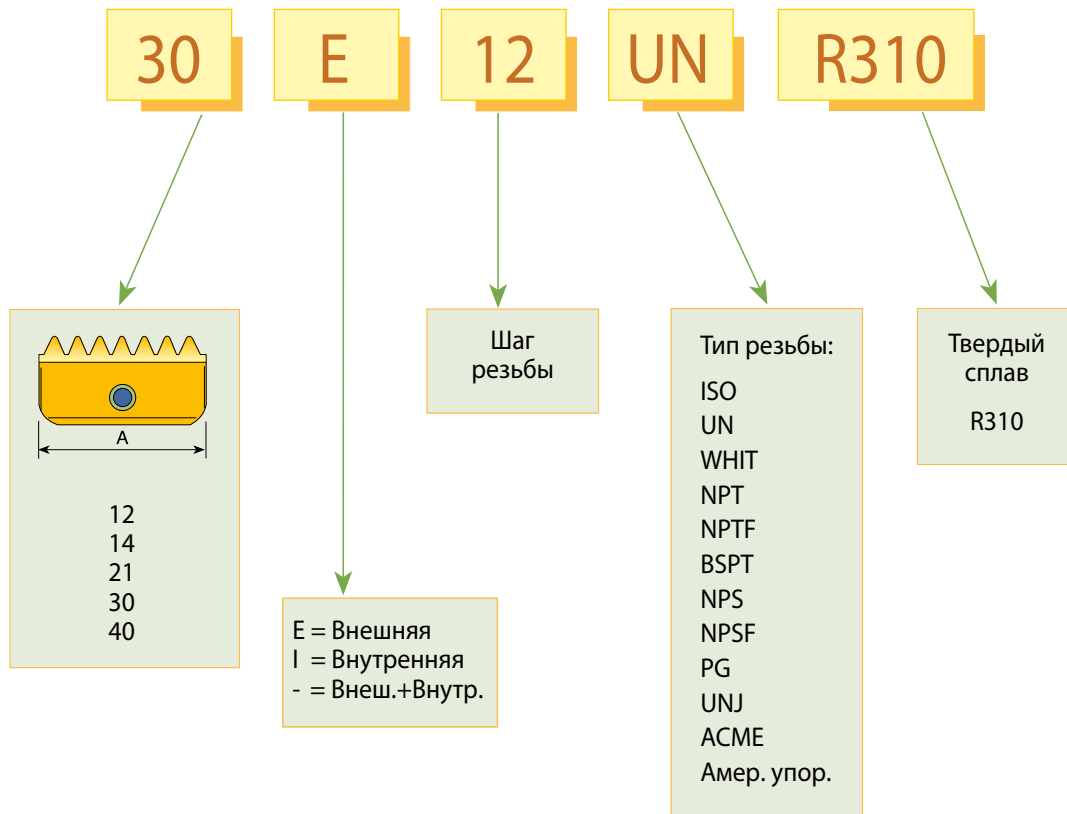 30 E 12 UN R310
A
12
14
21
30
40
E = Внешняя
I = Внутренняя
- = Внеш.+Внутр.
Шаг
резьбы
Тип резьбы:
ISO
UN
WHIT
NPT
NPTF
BSPT
NPS
NPSF
PG
UNJ
ACME
Амер. упор.
Твердый
сплав
R310